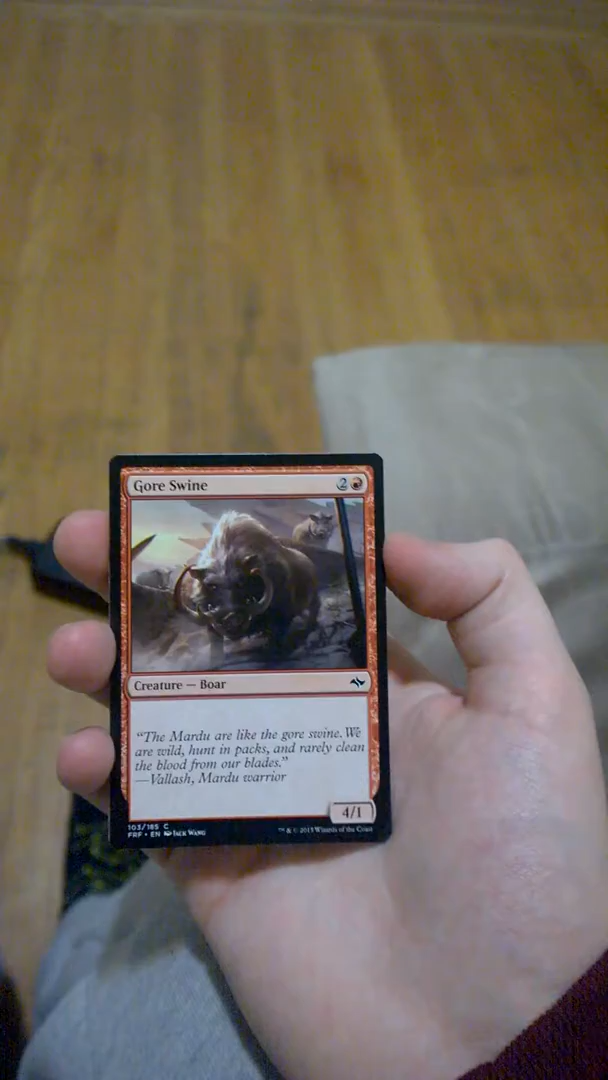 Gore Swine 2
Creature — Boar
“The Mardu are like the gore swine. We
are wild, hunt in packs, and rarely clean
the blood from our blades.”
—Vallash, Mardu warrior
4/1
103/185 C
FRF • EN Jack Wang
™ & © 2015 Wizards of the Coast